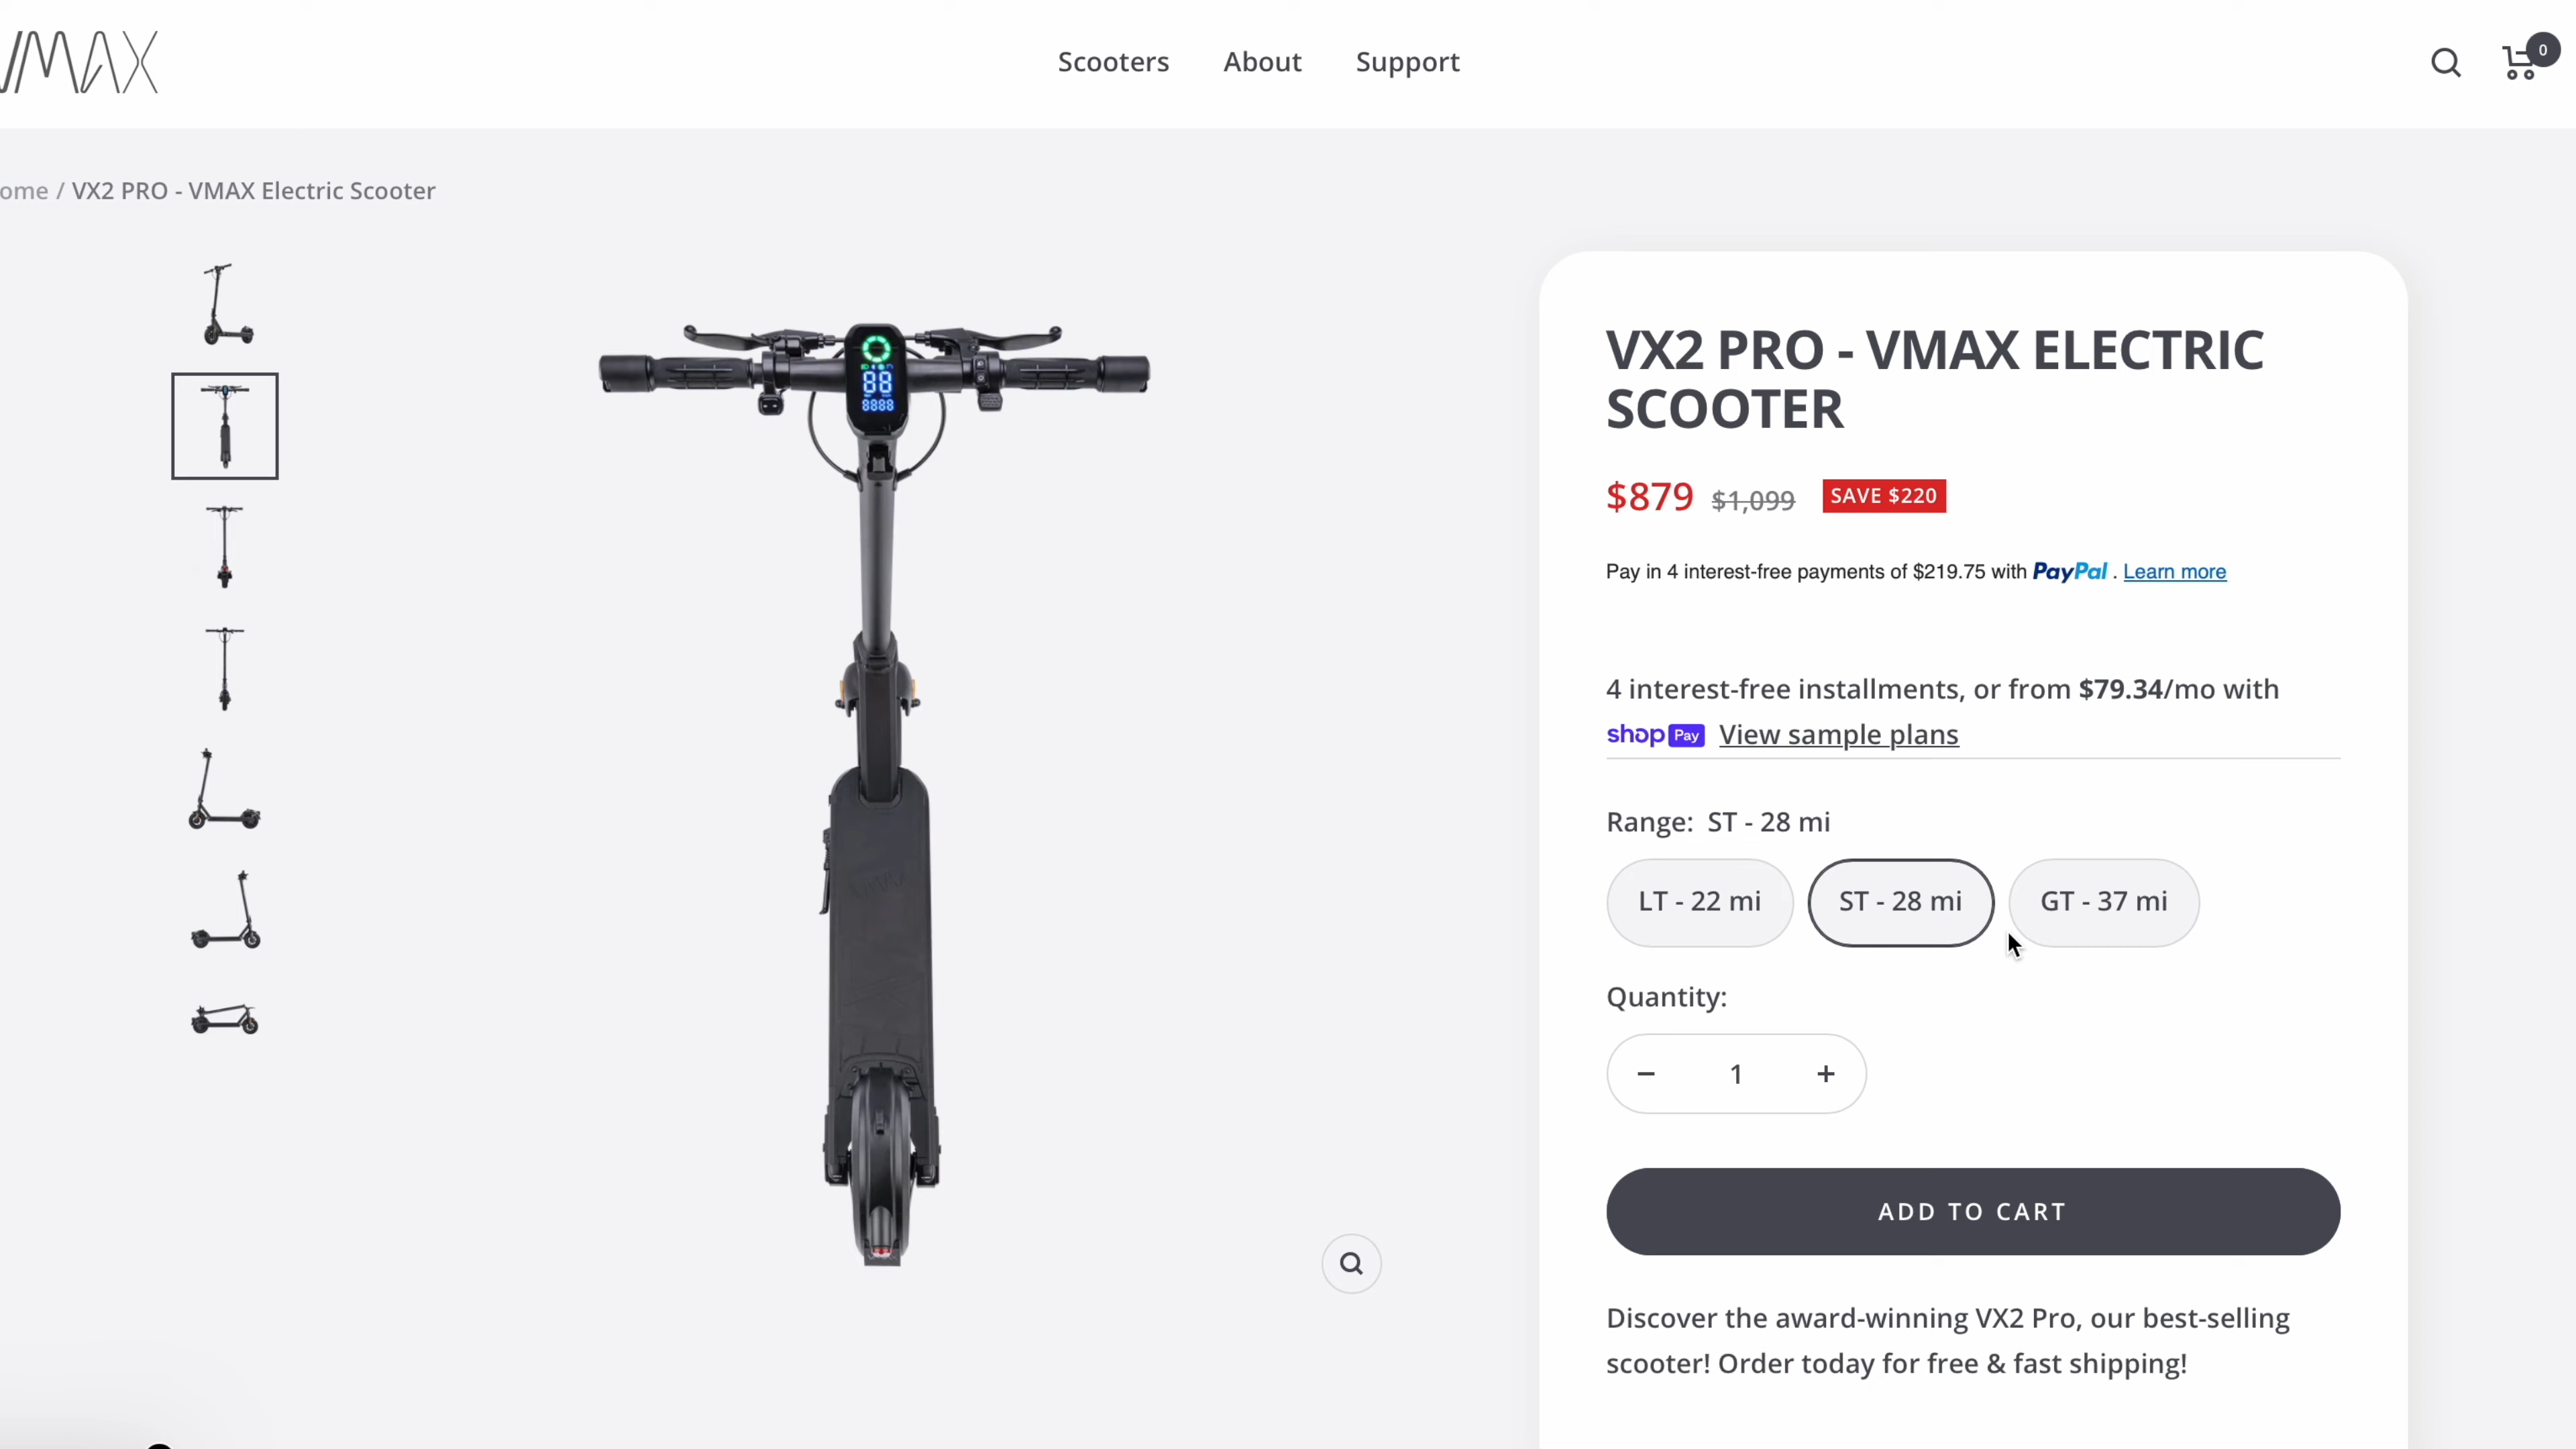 VMAX
Scooters About Support
0
ome / VX2 PRO - VMAX Electric Scooter
88
8888
VX2 PRO - VMAX ELECTRIC
SCOOTER
$879 $1,099 SAVE $220
Pay in 4 interest-free payments of $219.75 with PayPal . Learn more
4 interest-free installments, or from $79.34/mo with
shop Pay View sample plans
Range: ST - 28 mi
LT - 22 mi ST - 28 mi GT - 37 mi
Quantity:
− 1 +
ADD TO CART
Discover the award-winning VX2 Pro, our best-selling
scooter! Order today for free & fast shipping!